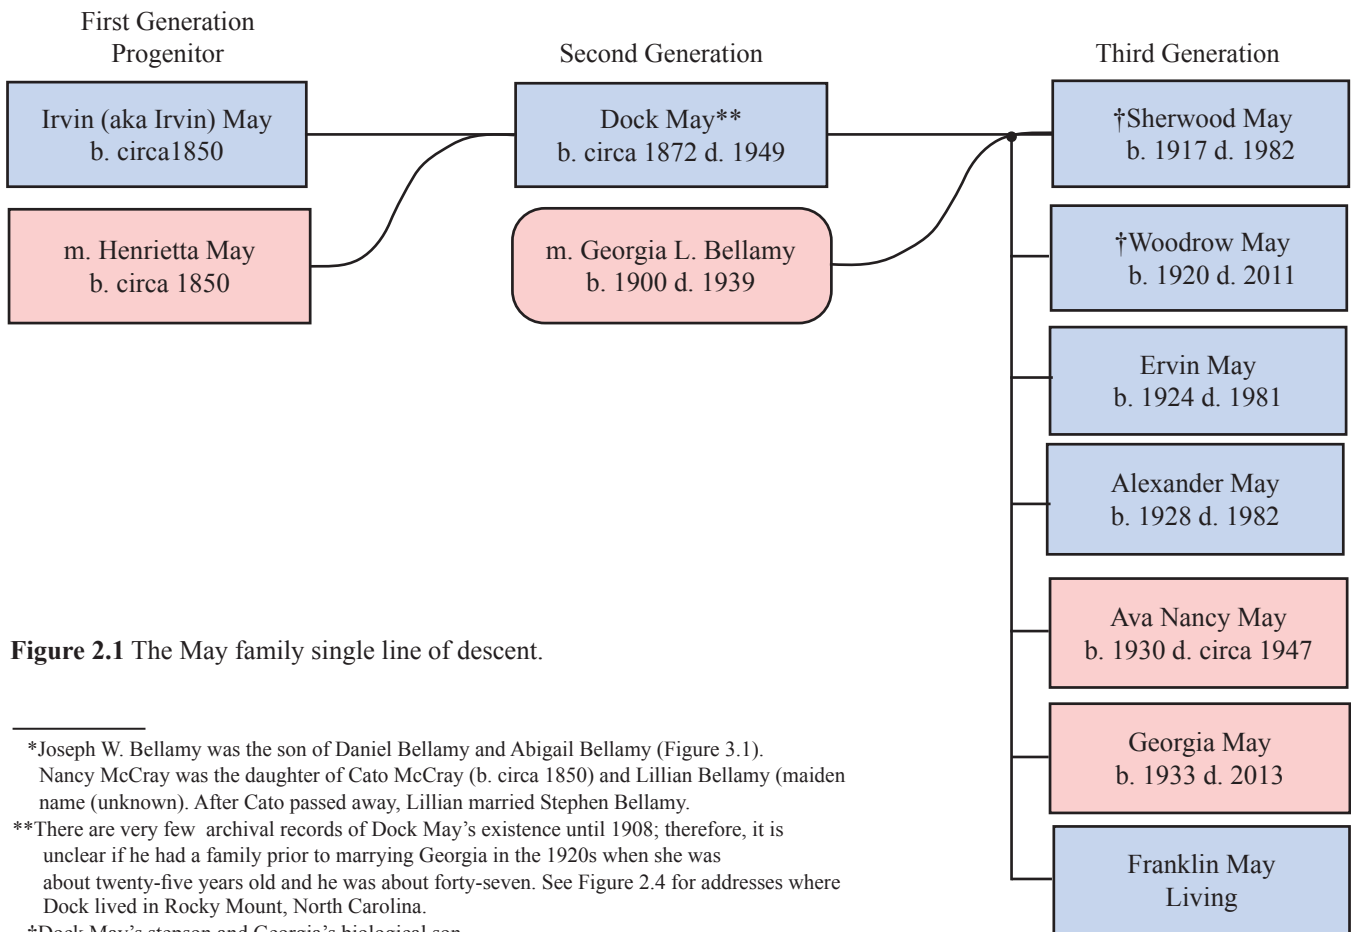 First Generation
Progenitor
Second Generation
Third Generation
Irvin (aka Irvin) May
b. circa1850
m. Henrietta May
b. circa 1850
Dock May**
b. circa 1872 d. 1949
m. Georgia L. Bellamy
b. 1900 d. 1939
†Sherwood May
b. 1917 d. 1982
†Woodrow May
b. 1920 d. 2011
Ervin May
b. 1924 d. 1981
Alexander May
b. 1928 d. 1982
Ava Nancy May
b. 1930 d. circa 1947
Georgia May
b. 1933 d. 2013
Franklin May
Living
Figure 2.1 The May family single line of descent.
*Joseph W. Bellamy was the son of Daniel Bellamy and Abigail Bellamy (Figure 3.1).
Nancy McCray was the daughter of Cato McCray (b. circa 1850) and Lillian Bellamy (maiden
name (unknown). After Cato passed away, Lillian married Stephen Bellamy.
**There are very few archival records of Dock May’s existence until 1908; therefore, it is
unclear if he had a family prior to marrying Georgia in the 1920s when she was
about twenty-five years old and he was about forty-seven. See Figure 2.4 for addresses where
Dock lived in Rocky Mount, North Carolina.
†Dock May’s stepson and Georgia’s biological son